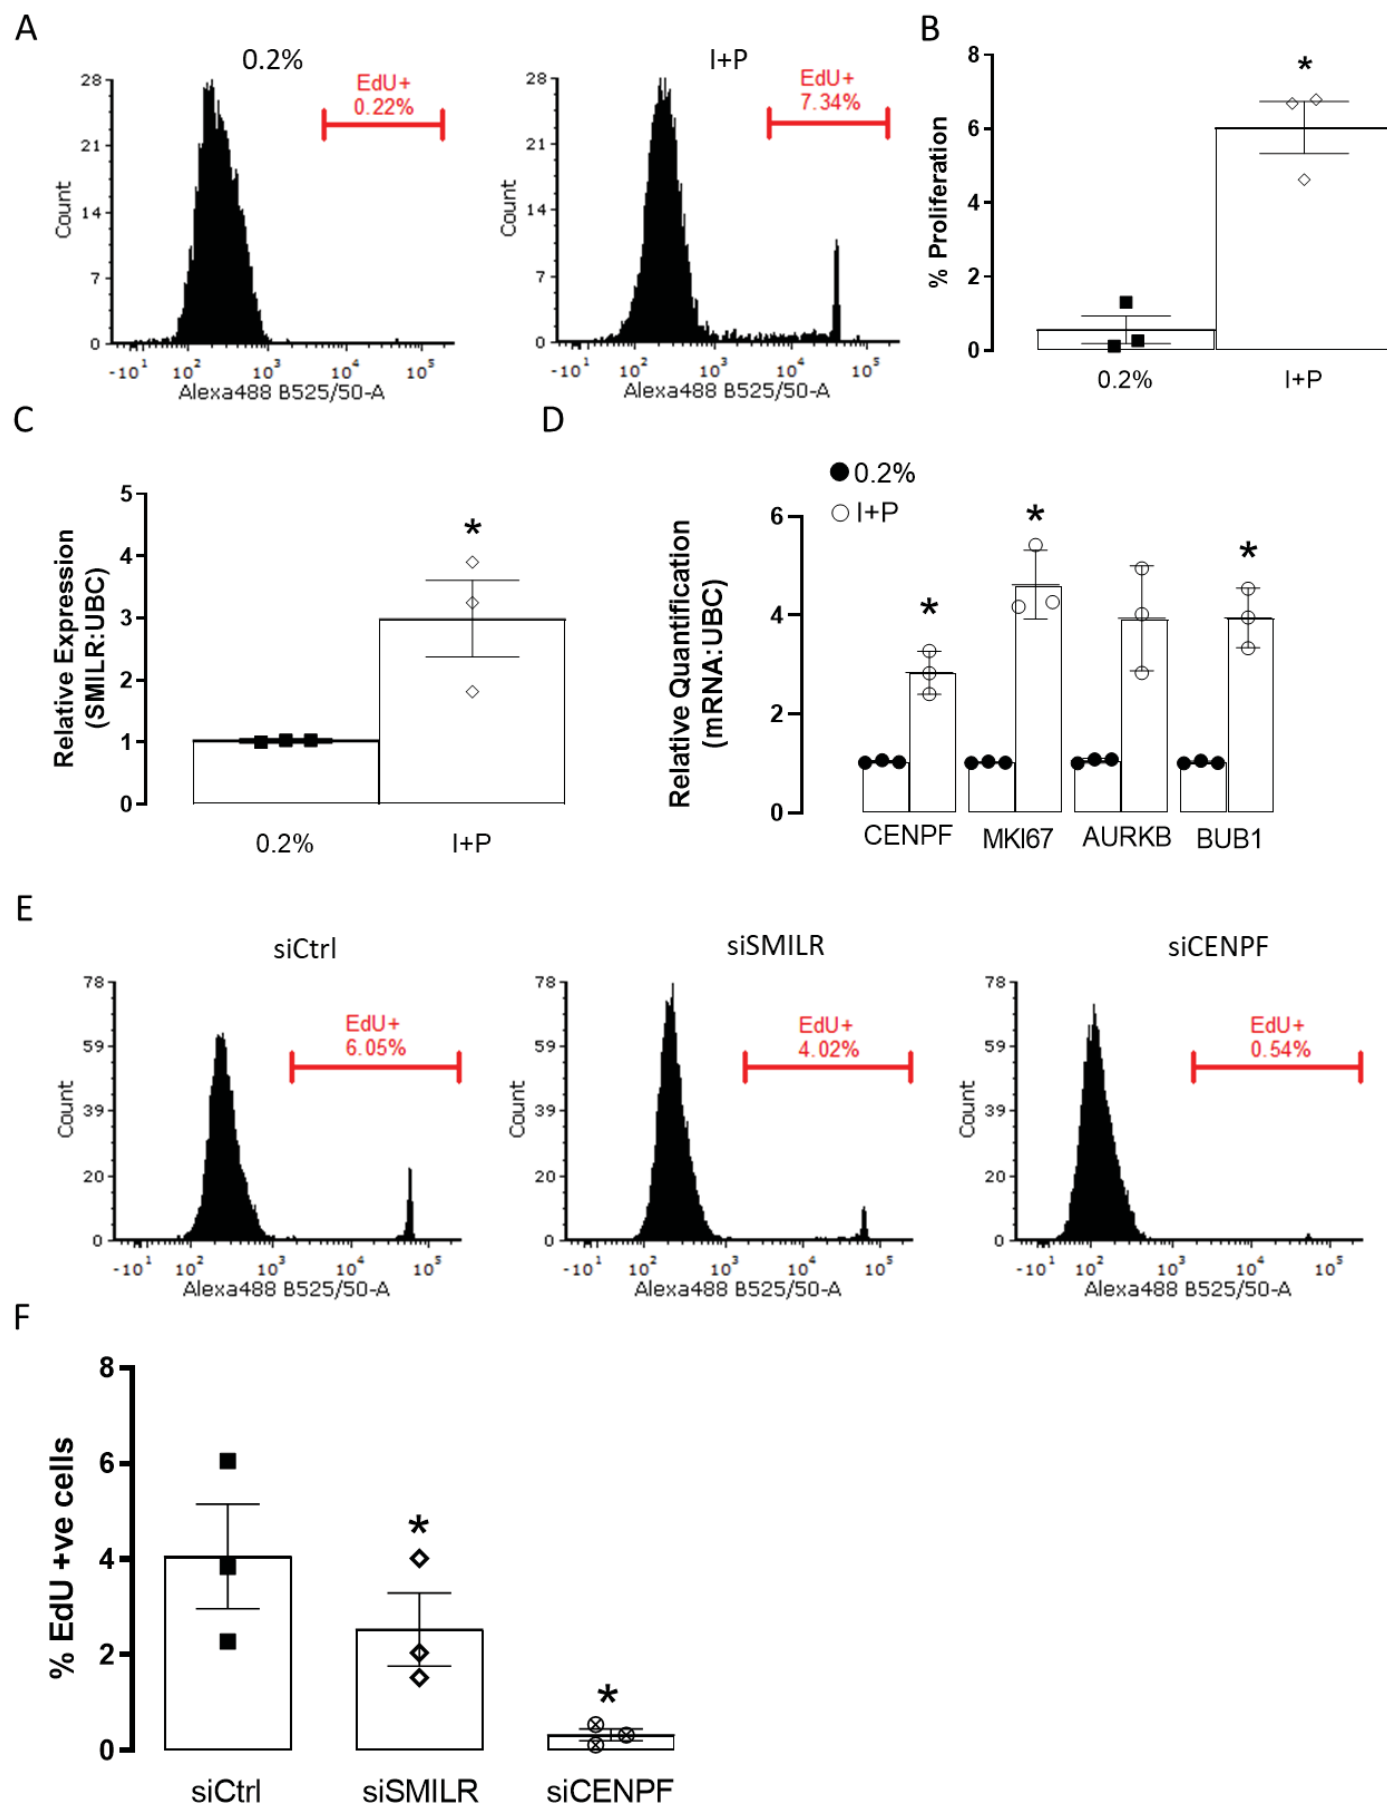 A
B
0.2%
I+P
EdU+
0.22%
EdU+
7.34%
28
21
14
7
0
Count
-10¹ 10² 10³ 10⁴ 10⁵
Alexa488 B525/50-A
28
21
14
7
0
Count
-10¹ 10² 10³ 10⁴ 10⁵
Alexa488 B525/50-A
8
6
4
2
0
% Proliferation
*
0.2% I+P
C
D
5
4
3
2
1
0
Relative Expression
(SMILR:UBC)
*
0.2% I+P
0.2%
I+P
6
4
2
0
Relative Quantification
(mRNA:UBC)
* * *
CENPF MKI67 AURKB BUB1
E
siCtrl
siSMILR
siCENPF
EdU+
6.05%
EdU+
4.02%
EdU+
0.54%
78
59
39
20
0
Count
-10¹ 10² 10³ 10⁴ 10⁵
Alexa488 B525/50-A
78
59
39
20
0
Count
-10¹ 10² 10³ 10⁴ 10⁵
Alexa488 B525/50-A
78
59
39
20
0
Count
-10¹ 10² 10³ 10⁴ 10⁵
Alexa488 B525/50-A
F
8
6
4
2
0
% EdU +ve cells
*
*
siCtrl siSMILR siCENPF